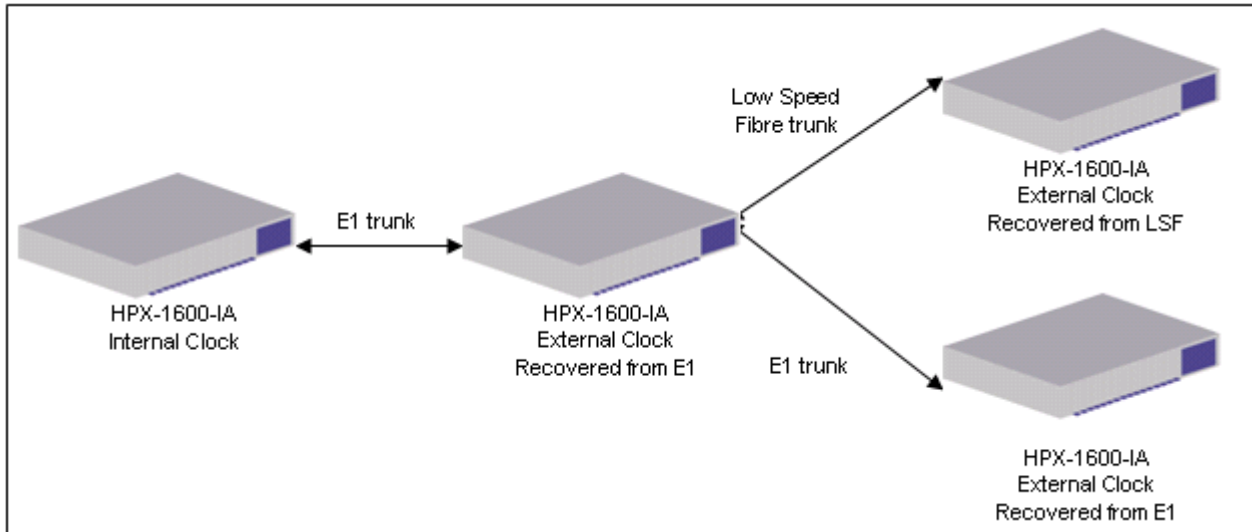 Low Speed
Fibre trunk
HPX-1600-IA
External Clock
Recovered from LSF
E1 trunk
HPX-1600-IA
Internal Clock
HPX-1600-IA
External Clock
Recovered from E1
E1 trunk
HPX-1600-IA
External Clock
Recovered from E1